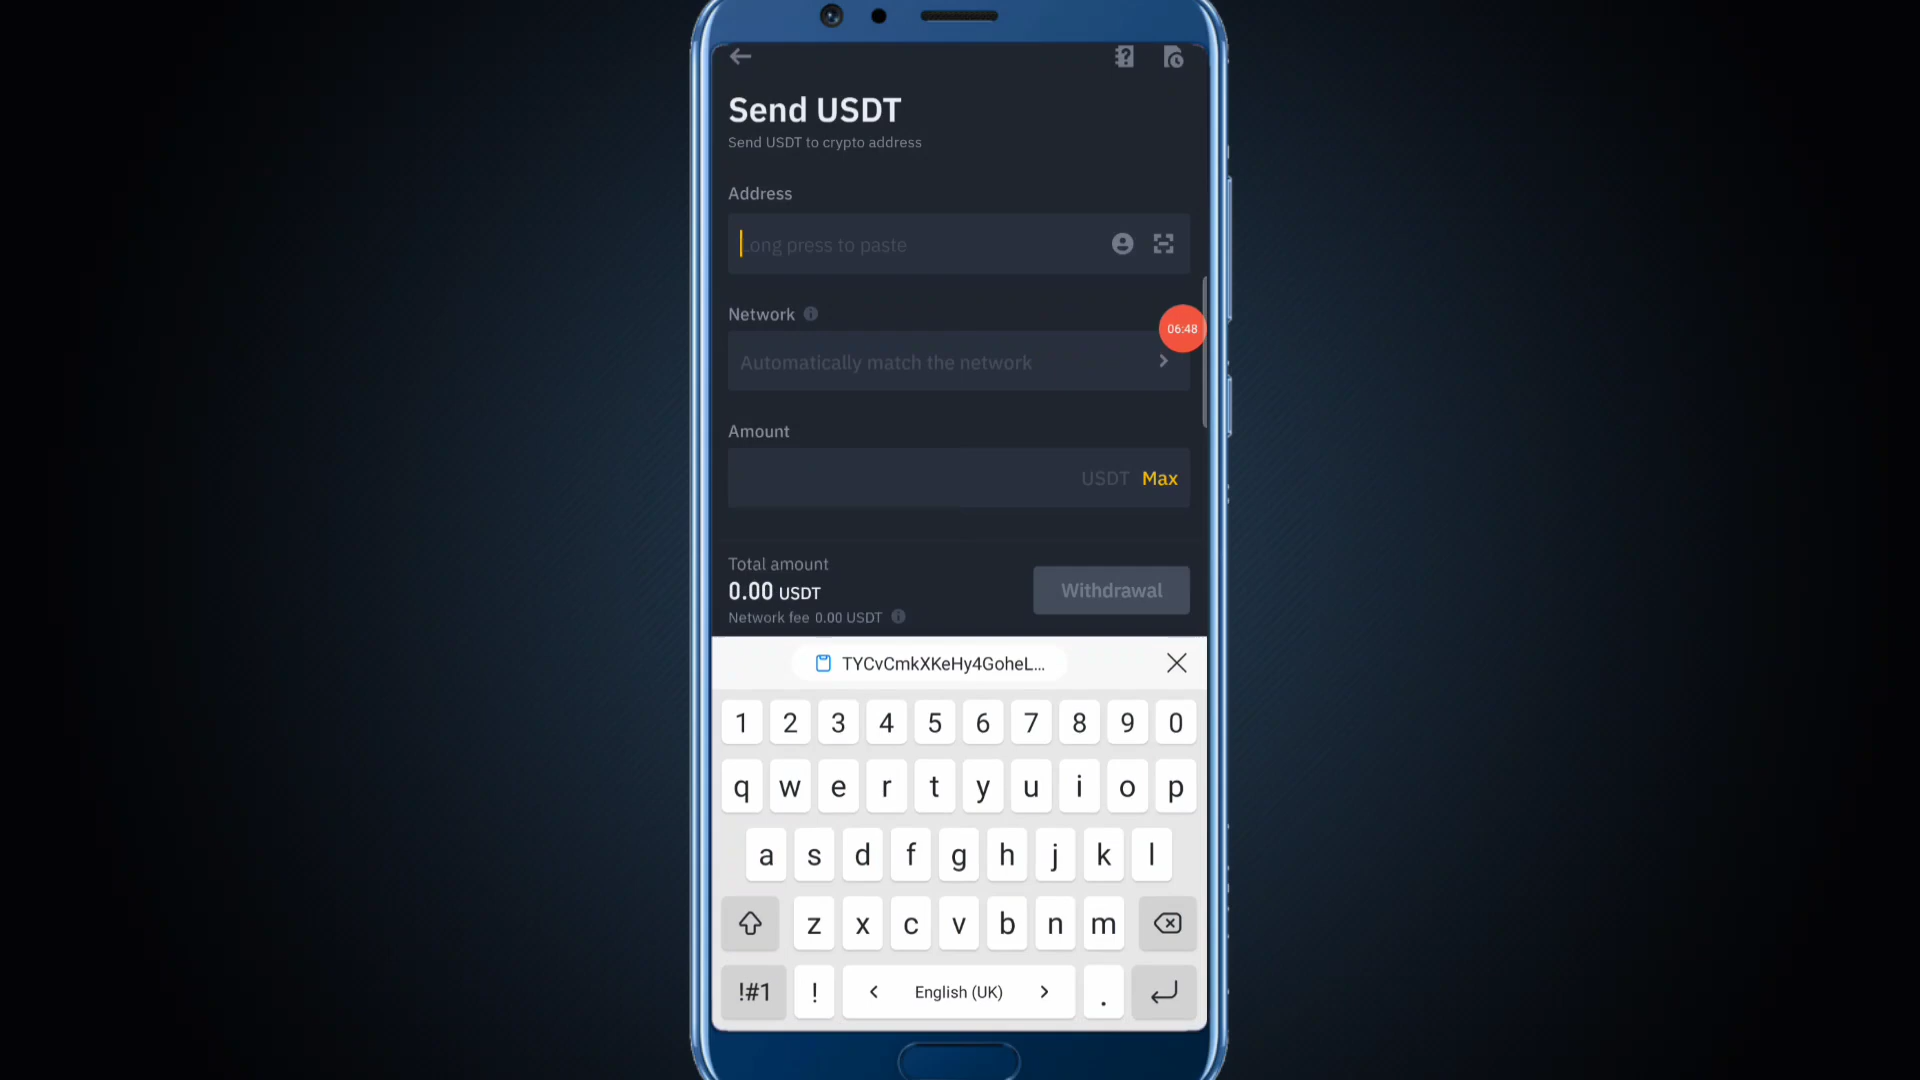 Send USDT
Send USDT to crypto address
Address
Long press to paste
Network
06:48
Automatically match the network
Amount
USDT Max
Total amount
0.00 USDT
Withdrawal
Network fee 0.00 USDT
TYCvCmkXKeHy4GoheL...
1 2 3 4 5 6 7 8 9 0
q w e r t y u i o p
a s d f g h j k l
z x c v b n m
!#1 ! < English (UK) > .